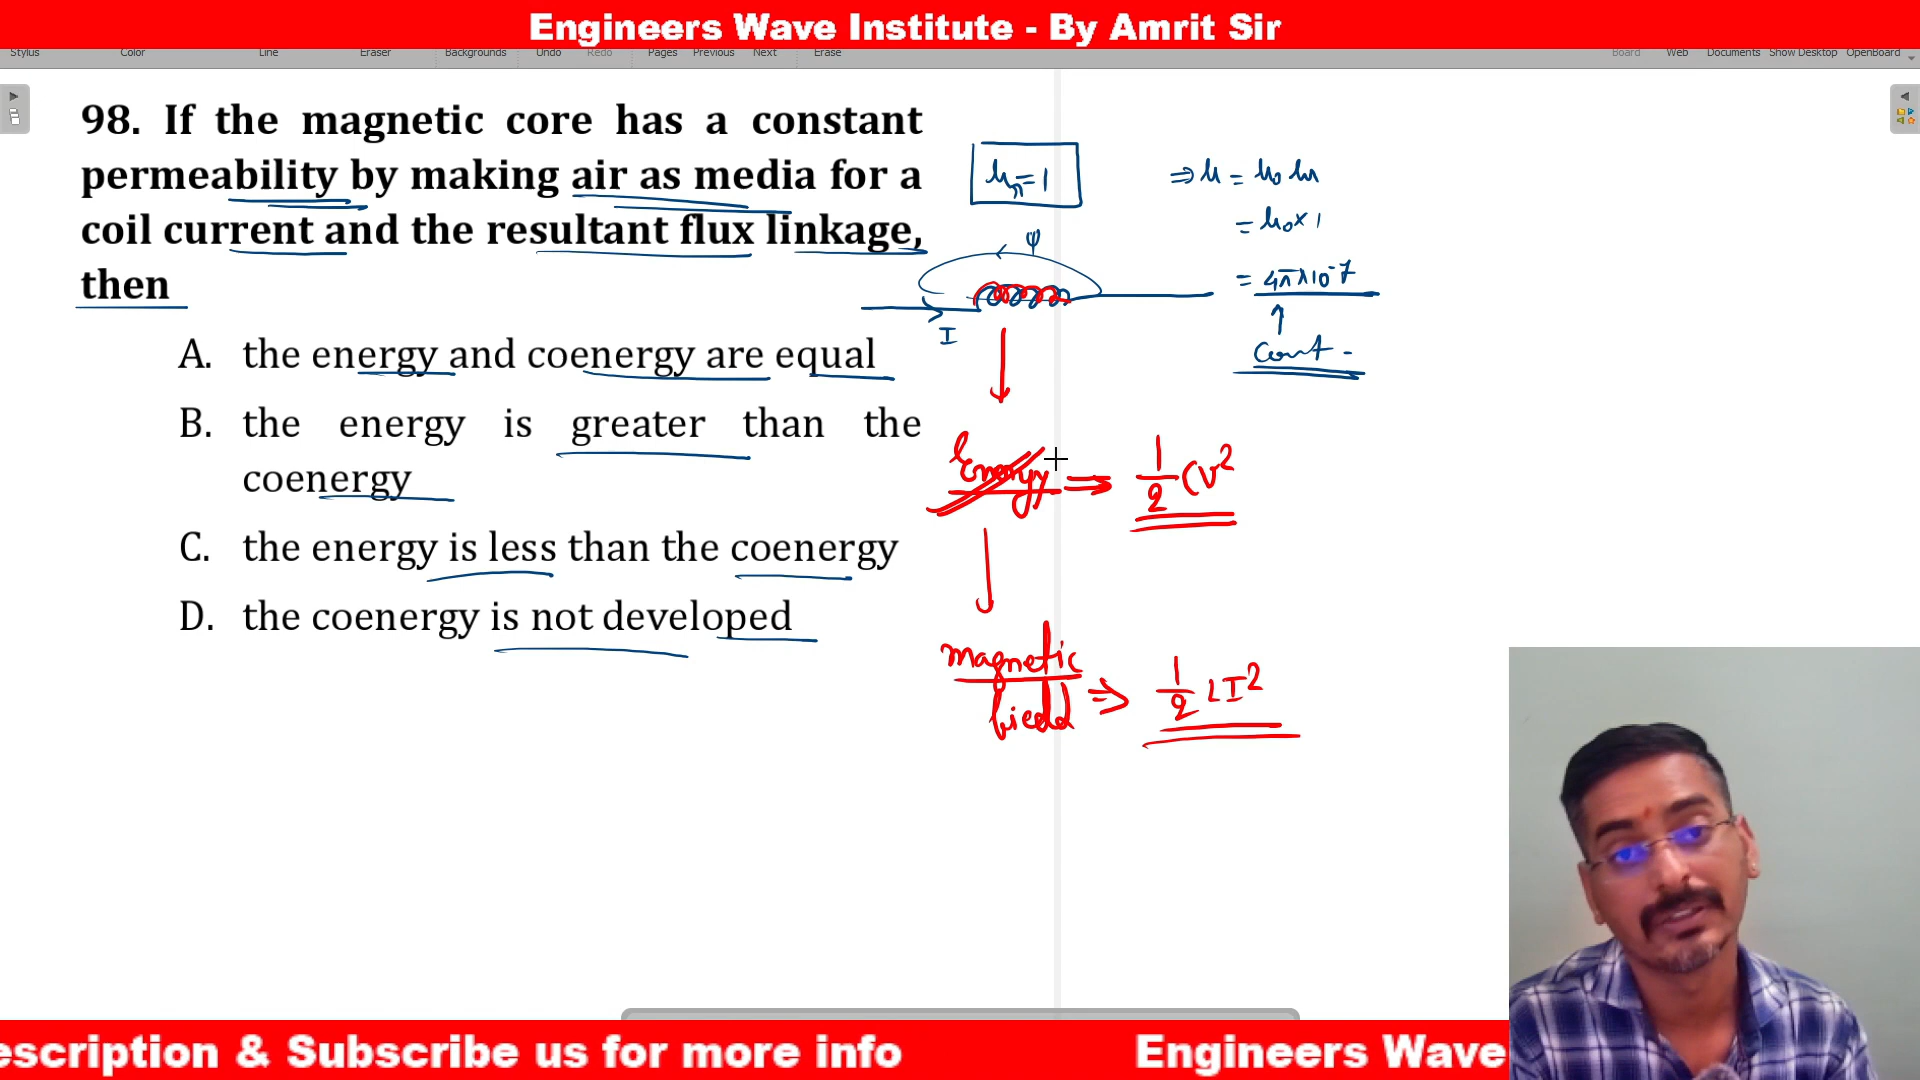 Engineers Wave Institute - By Amrit Sir
Stylus Color Line Eraser Backgrounds Undo Redo Pages Previous Next Erase Board Web Documents Show Desktop OpenBoard
98. If the magnetic core has a constant
permeability by making air as media for a
coil current and the resultant flux linkage,
then
A. the energy and coenergy are equal
B. the energy is greater than the
coenergy
C. the energy is less than the coenergy
D. the coenergy is not developed
μr=1
⇒ μ = μ0 μr
= μ0 × 1
= 4π×10-7
↑
Const -
ψ
I
Energy ⇒ 1/2 CV²
magnetic
field ⇒ 1/2 LI²
escription & Subscribe us for more info Engineers Wave